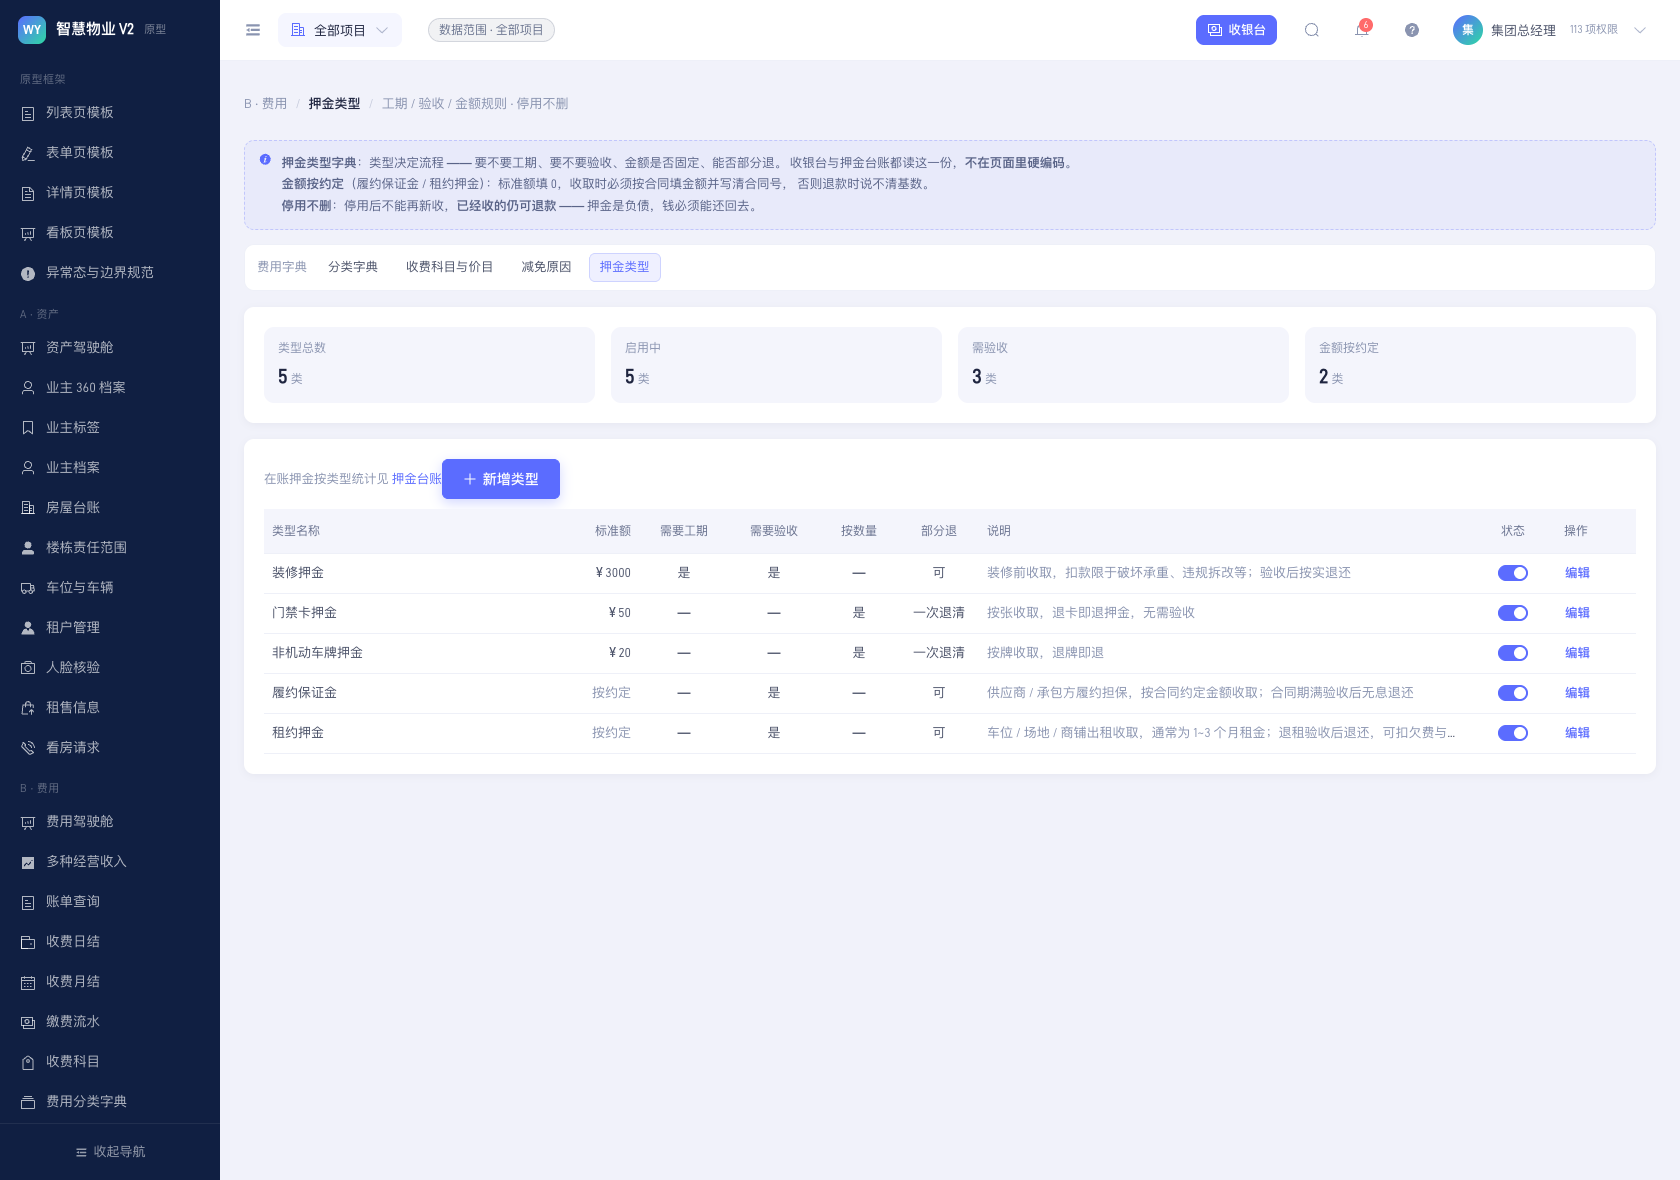 WY 智慧物业 V2 原型
原型框架
列表页模板
表单页模板
详情页模板
看板页模板
异常态与边界规范
A · 资产
资产驾驶舱
业主 360 档案
业主标签
业主档案
房屋台账
楼栋责任范围
车位与车辆
租户管理
人脸核验
租售信息
看房请求
B · 费用
费用驾驶舱
多种经营收入
账单查询
收费日结
收费月结
缴费流水
收费科目
费用分类字典
收起导航
全部项目
数据范围 · 全部项目
收银台
6
?
集 集团总经理 113 项权限
B · 费用 / 押金类型 / 工期 / 验收 / 金额规则 · 停用不删
押金类型字典：类型决定流程 —— 要不要工期、要不要验收、金额是否固定、能否部分退。 收银台与押金台账都读这一份，不在页面里硬编码。
金额按约定（履约保证金 / 租约押金）：标准额填 0，收取时必须按合同填金额并写清合同号， 否则退款时说不清基数。
停用不删：停用后不能再新收，已经收的仍可退款 —— 押金是负债，钱必须能还回去。
费用字典 分类字典 收费科目与价目 减免原因 押金类型
类型总数
5 类
启用中
5 类
需验收
3 类
金额按约定
2 类
在账押金按类型统计见 押金台账
新增类型
类型名称 标准额 需要工期 需要验收 按数量 部分退 说明 状态 操作
装修押金 ¥ 3000 是 是 — 可 装修前收取，扣款限于破坏承重、违规拆改等；验收后按实退还 编辑
门禁卡押金 ¥ 50 — — 是 一次退清 按张收取，退卡即退押金，无需验收 编辑
非机动车牌押金 ¥ 20 — — 是 一次退清 按牌收取，退牌即退 编辑
履约保证金 按约定 — 是 — 可 供应商 / 承包方履约担保，按合同约定金额收取；合同期满验收后无息退还 编辑
租约押金 按约定 — 是 — 可 车位 / 场地 / 商铺出租收取，通常为 1~3 个月租金；退租验收后退还，可扣欠费与... 编辑